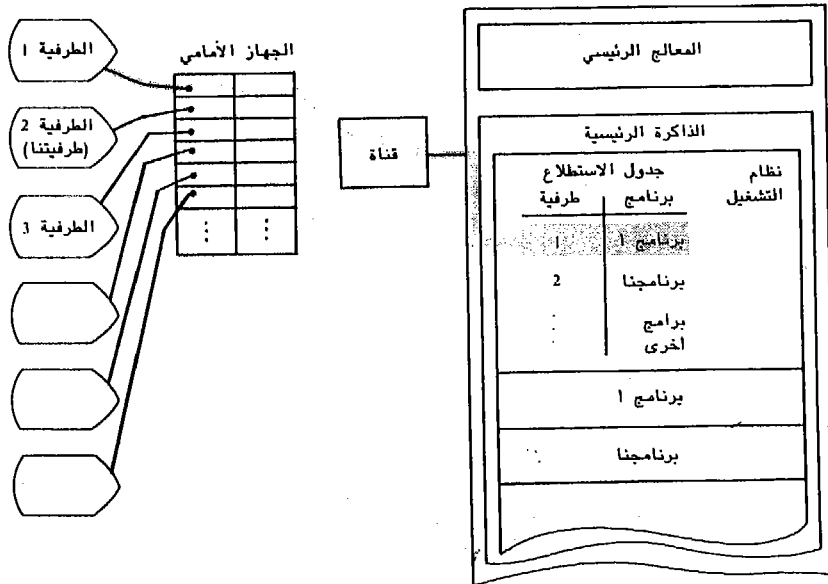 الطرفية 1
الطرفية 2
(طرفيتنا)
الطرفية 3
الجهاز الأمامي
قناة
المعالج الرئيسي
الذاكرة الرئيسية
نظام
التشغيل
جدول الاستطلاع
برنامج طرفية
برنامج 1 1
برنامجنا 2
برامج
أخرى
برنامج 1
برنامجنا